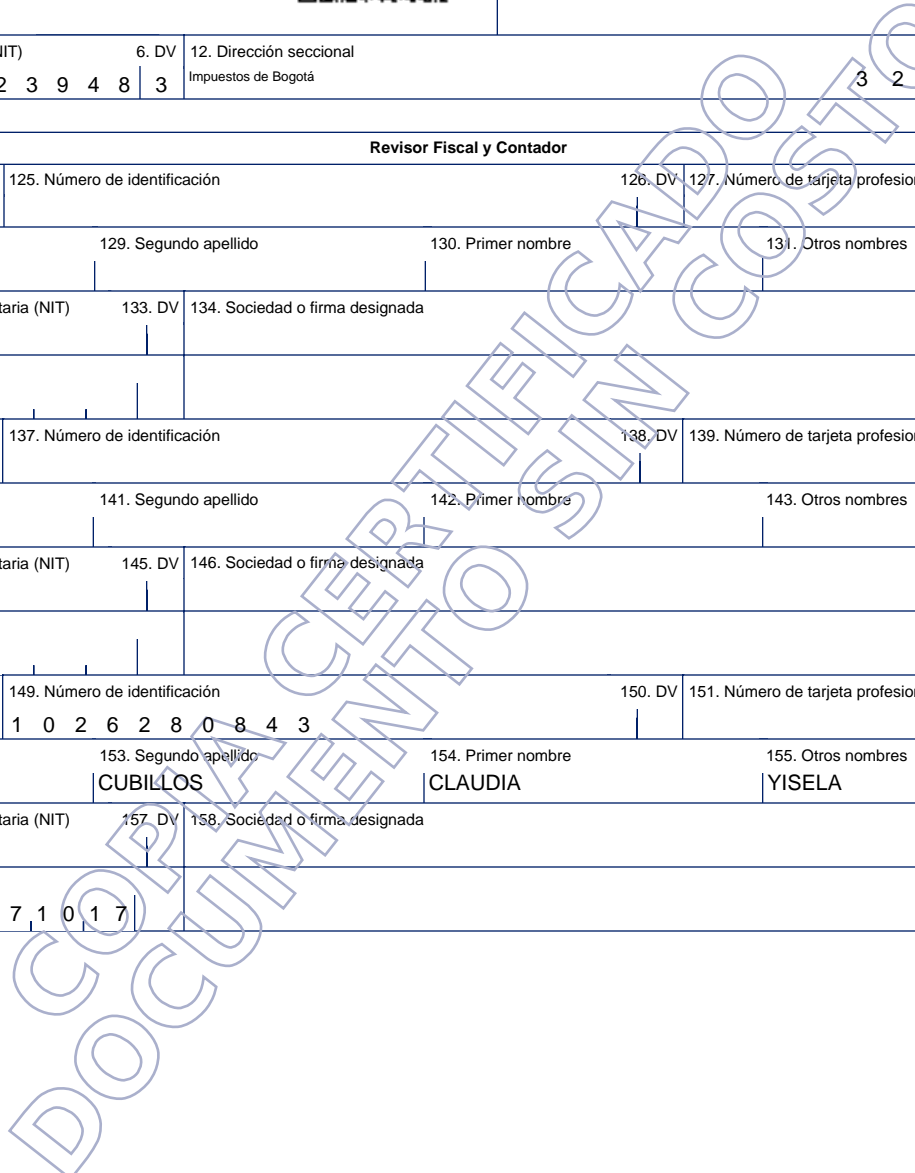 NIT) 6. DV 12. Dirección seccional
2 3 9 4 8 3 Impuestos de Bogotá 3 2
Revisor Fiscal y Contador
125. Número de identificación 126. DV 127. Número de tarjeta profesion
129. Segundo apellido 130. Primer nombre 131. Otros nombres
taria (NIT) 133. DV 134. Sociedad o firma designada
137. Número de identificación 138. DV 139. Número de tarjeta profesion
141. Segundo apellido 142. Primer nombre 143. Otros nombres
taria (NIT) 145. DV 146. Sociedad o firma designada
149. Número de identificación 150. DV 151. Número de tarjeta profesion
1 0 2 6 2 8 0 8 4 3
153. Segundo apellido 154. Primer nombre 155. Otros nombres
CUBILLOS CLAUDIA YISELA
taria (NIT) 157. DV 158. Sociedad o firma designada
7 1 0 1 7
COPIA CERTIFICADO
DOCUMENTO SIN COSTO